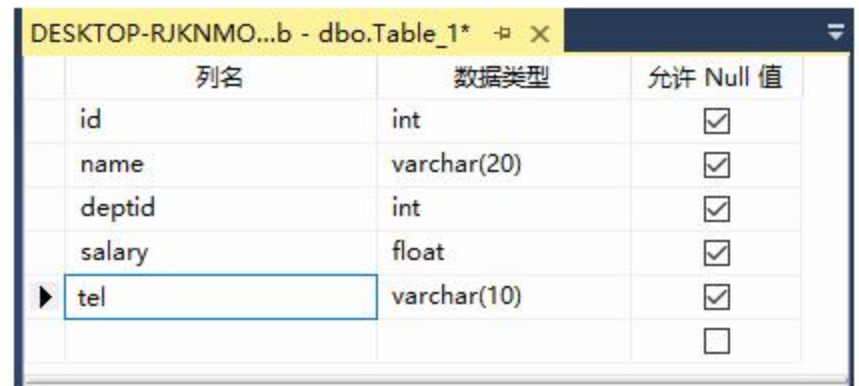 DESKTOP-RJKNMO...b - dbo.Table_1*
列名 数据类型 允许 Null 值
id int
name varchar(20)
deptid int
salary float
tel varchar(10)